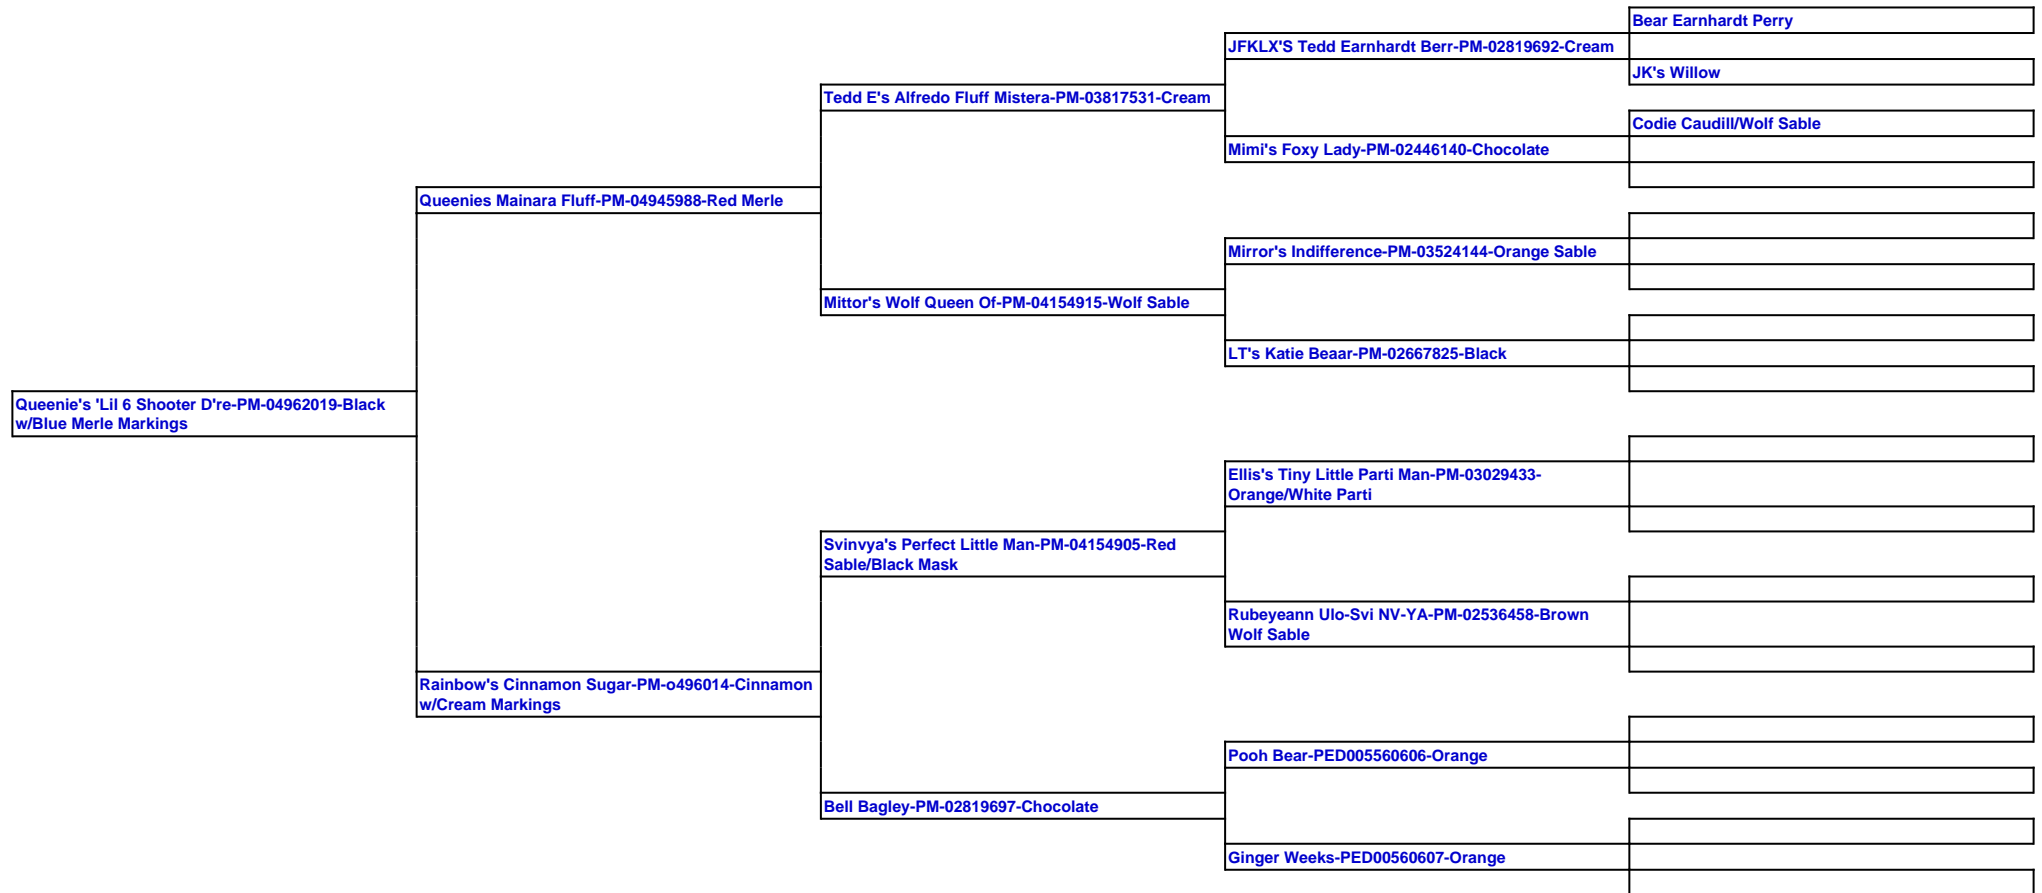 Bear Earnhardt Perry
JFKLX'S Tedd Earnhardt Berr-PM-02819692-Cream
JK's Willow
Tedd E's Alfredo Fluff Mistera-PM-03817531-Cream
Codie Caudill/Wolf Sable
Mimi's Foxy Lady-PM-02446140-Chocolate
Queenies Mainara Fluff-PM-04945988-Red Merle
Mirror's Indifference-PM-03524144-Orange Sable
Mittor's Wolf Queen Of-PM-04154915-Wolf Sable
LT's Katie Beaar-PM-02667825-Black
Queenie's 'Lil 6 Shooter D're-PM-04962019-Black
w/Blue Merle Markings
Ellis's Tiny Little Parti Man-PM-03029433-
Orange/White Parti
Svinvya's Perfect Little Man-PM-04154905-Red
Sable/Black Mask
Rubeyeann Ulo-Svi NV-YA-PM-02536458-Brown
Wolf Sable
Rainbow's Cinnamon Sugar-PM-o496014-Cinnamon
w/Cream Markings
Pooh Bear-PED005560606-Orange
Bell Bagley-PM-02819697-Chocolate
Ginger Weeks-PED00560607-Orange